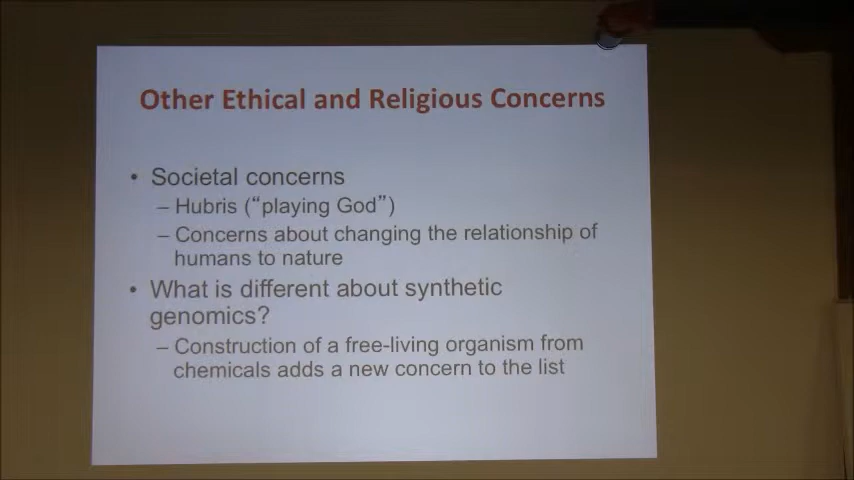 Other Ethical and Religious Concerns
• Societal concerns
– Hubris (“playing God”)
– Concerns about changing the relationship of
humans to nature
• What is different about synthetic
genomics?
– Construction of a free-living organism from
chemicals adds a new concern to the list